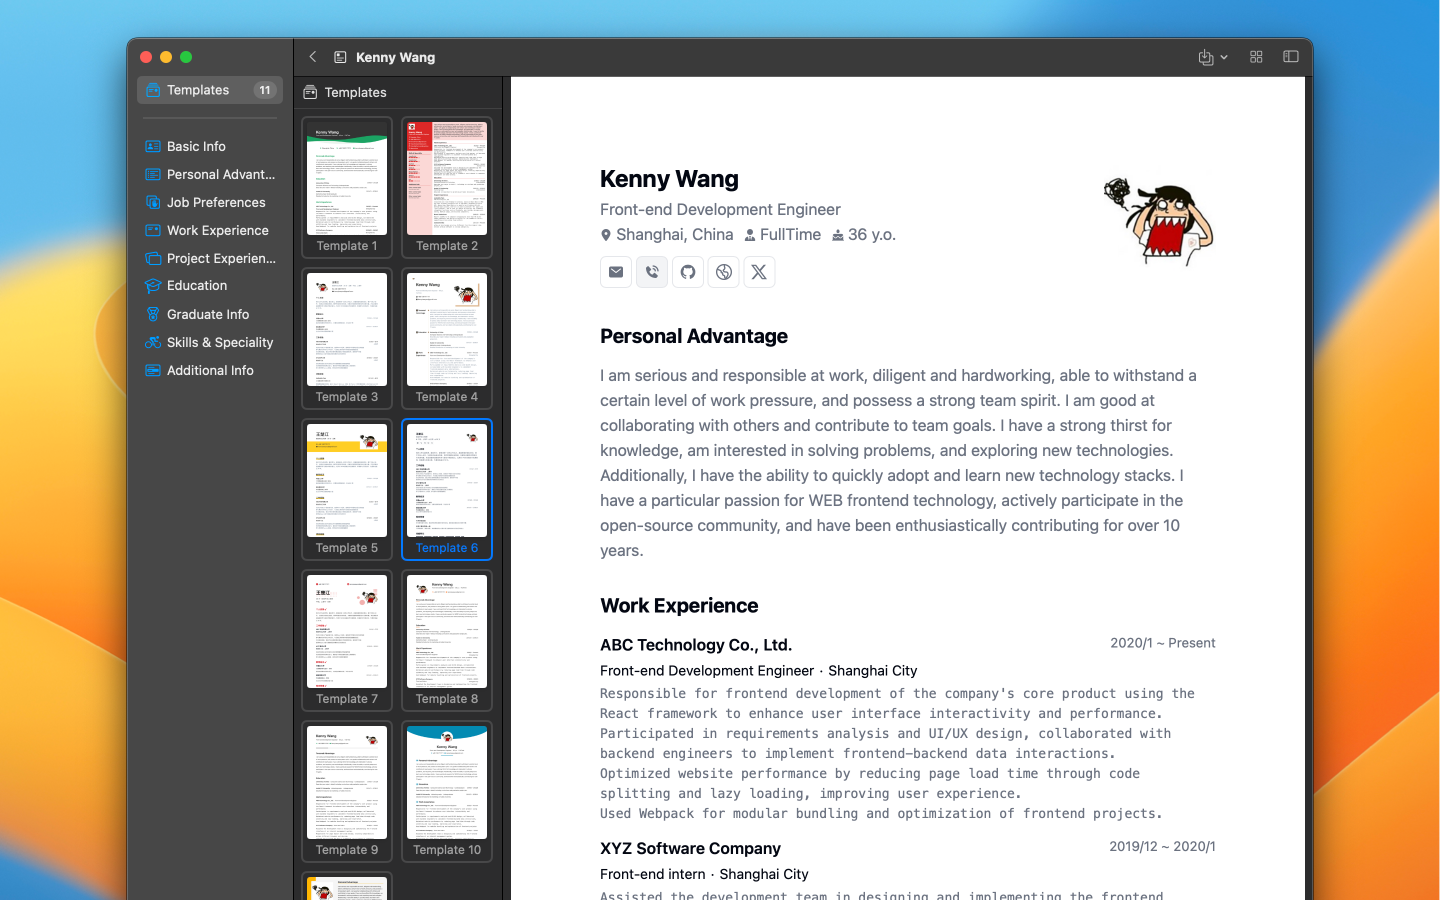 Kenny Wang
Templates 11
Basic Info
Personal Advant...
Job Preferences
Work Experience
Project Experien...
Education
Graduate Info
Skills & Speciality
Additional Info
Templates
Template 1
Template 2
Template 3
Template 4
Template 5
Template 6
Template 7
Template 8
Template 9
Template 10
Kenny Wang
Front-end Development Engineer
Shanghai, China FullTime 36 y.o.
Personal Advantage
I am serious and responsible at work, diligent and hardworking, able to withstand a
certain level of work pressure, and possess a strong team spirit. I am good at
collaborating with others and contribute to team goals. I have a strong thirst for
knowledge, am interested in solving problems, and exploring new technologies.
Additionally, I have the ability to quickly adopt and learn new technology stacks. I
have a particular passion for WEB frontend technology, actively participate in the
open-source community, and have been enthusiastically contributing for over 10
years.
Work Experience
ABC Technology Co., Ltd. 2020/1 ~ Present
Front-end Development Engineer · Shanghai City
Responsible for frontend development of the company's core product using the
React framework to enhance user interface interactivity and performance.
Participated in requirements analysis and UI/UX design, collaborated with
backend engineers to implement frontend-backend data interactions.
Optimized website performance by reducing page load time through code
splitting and lazy loading, improving user experience.
Used Webpack for modular bundling and optimization of frontend projects.
XYZ Software Company 2019/12 ~ 2020/1
Front-end intern · Shanghai City
Assisted the development team in designing and implementing the frontend